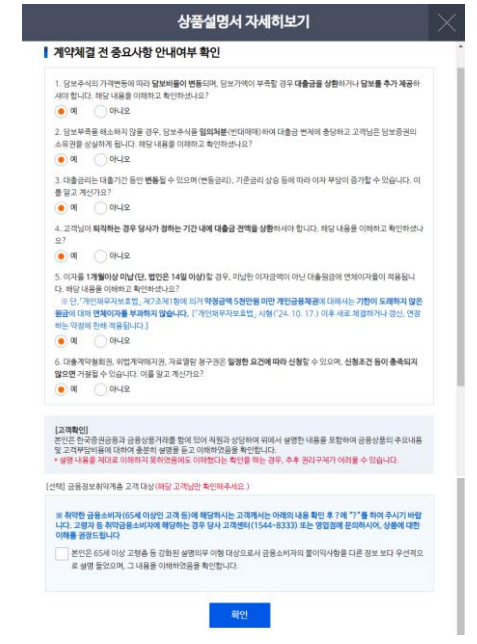 상품설명서 자세히보기
계약체결 전 중요사항 안내여부 확인
1. 담보주식의 가격변동에 따라 담보비율이 변동되며, 담보가액이 부족할 경우 대출금을 상환하거나 담보를 추가 제공하
셔야 합니다. 해당 내용을 이해하고 확인하셨나요?
예 아니오
2. 담보부족을 해소하지 않을 경우, 담보주식을 임의처분(반대매매)하여 대출금 변제에 충당하고 고객님은 담보증권의
소유권을 상실하게 됩니다. 해당 내용을 이해하고 확인하셨나요?
예 아니오
3. 대출금리는 대출기간 동안 변동될 수 있으며(변동금리), 기준금리 상승 등에 따라 이자 부담이 증가할 수 있습니다. 이
를 알고 계신가요?
예 아니오
4. 고객님이 퇴직하는 경우 당사가 정하는 기간 내에 대출금 전액을 상환하셔야 합니다. 해당 내용을 이해하고 확인하셨나
요?
예 아니오
5. 이자를 1개월이상 미납(단, 법인은 14일 이상)할 경우, 미납한 이자금액이 아닌 대출원금에 연체이자율이 적용됩니
다. 해당 내용을 이해하고 확인하셨나요?
※ 단, 「개인채무자보호법」 제7조제1항에 의거 약정금액 5천만원 미만 개인금융채권에 대해서는 기한이 도래하지 않은
원금에 대해 연체이자를 부과하지 않습니다. [「개인채무자보호법」 시행('24. 10. 17.) 이후 새로 체결하거나 갱신, 연장
하는 약정에 한해 적용됩니다.]
예 아니오
6. 대출계약철회권, 위법계약해지권, 자료열람 청구권은 일정한 요건에 따라 신청할 수 있으며, 신청조건 등이 충족되지
않으면 거절될 수 있습니다. 이를 알고 계신가요?
예 아니오
[고객확인]
본인은 한국증권금융과 금융상품거래를 함에 있어 직원과 상담하며 위에서 설명한 내용을 포함하여 금융상품의 주요내용
및 고객부담비용에 대하여 충분히 설명을 듣고 이해하였음을 확인합니다.
* 설명 내용을 제대로 이해하지 못하였음에도 이해했다는 확인을 하는 경우, 추후 권리구제가 어려울 수 있습니다.
[선택] 금융정보취약계층 고객 대상(해당 고객님만 확인해주세요.)
※ 취약한 금융소비자(65세 이상인 고객 등)에 해당하시는 고객께서는 아래의 내용 확인 후 ? 에 "?"를 하여 주시기 바랍
니다. 고령자 등 취약금융소비자에 해당하는 경우 당사 고객센터(1544-8333) 또는 영업점에 문의하시어, 상품에 대한
이해를 권장드립니다
본인은 65세 이상 고령층 등 강화된 설명의무 이행 대상으로서 금융소비자의 불이익사항을 다른 정보 보다 우선적으
로 설명 들었으며, 그 내용을 이해하였음을 확인합니다.
확인